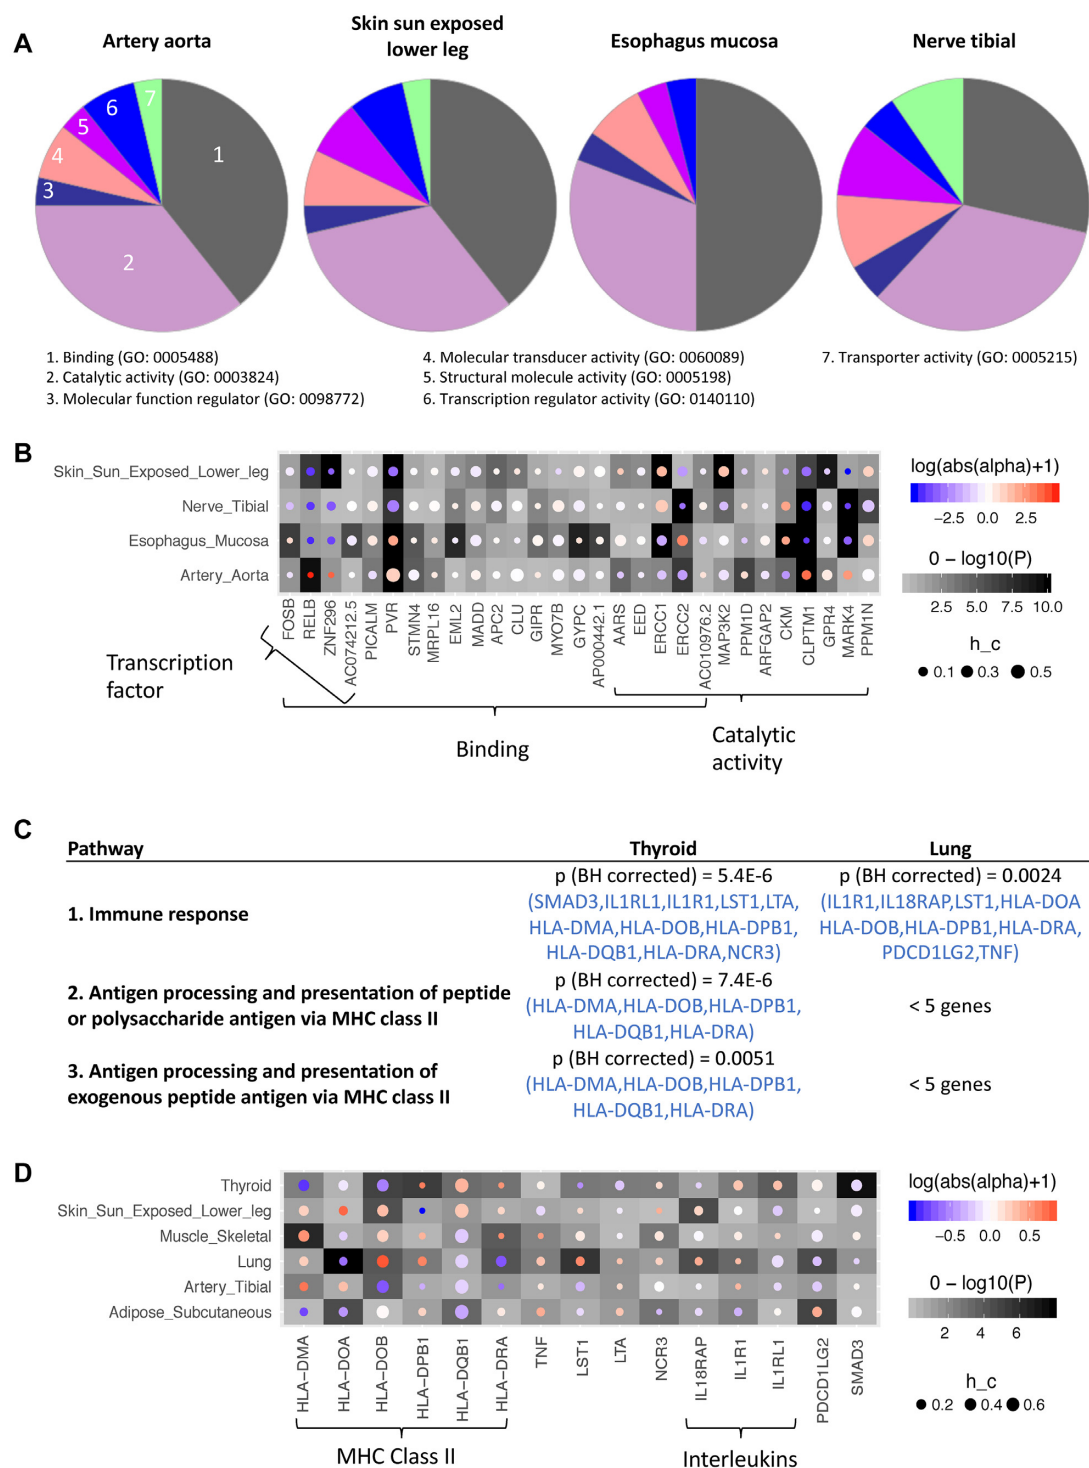 A
Artery aorta
Skin sun exposed
lower leg
Esophagus mucosa
Nerve tibial
1
2
3
4
5
6
7
1. Binding (GO: 0005488)
2. Catalytic activity (GO: 0003824)
3. Molecular function regulator (GO: 0098772)
4. Molecular transducer activity (GO: 0060089)
5. Structural molecule activity (GO: 0005198)
6. Transcription regulator activity (GO: 0140110)
7. Transporter activity (GO: 0005215)
B
Skin_Sun_Exposed_Lower_leg
Nerve_Tibial
Esophagus_Mucosa
Artery_Aorta
FOSB
RELB
ZNF296
AC074212.5
PICALM
PVR
STMN4
MRPL16
EML2
MADD
APC2
CLU
GIPR
MYO7B
GYPC
AP000442.1
AARS
EED
ERCC1
ERCC2
AC010976.2
MAP3K2
PPM1D
ARFGAP2
CKM
CLPTM1
GPR4
MARK4
PPM1N
Transcription
factor
Binding
Catalytic
activity
log(abs(alpha)+1)
−2.5 0.0 2.5
0 − log10(P)
2.5 5.0 7.5 10.0
h_c
0.1 0.3 0.5
C
Pathway Thyroid Lung
p (BH corrected) = 5.4E-6 p (BH corrected) = 0.0024
1. Immune response
(SMAD3,IL1RL1,IL1R1,LST1,LTA,
HLA-DMA,HLA-DOB,HLA-DPB1,
HLA-DQB1,HLA-DRA,NCR3)
(IL1R1,IL18RAP,LST1,HLA-DOA
HLA-DOB,HLA-DPB1,HLA-DRA,
PDCD1LG2,TNF)
2. Antigen processing and presentation of peptide
or polysaccharide antigen via MHC class II
p (BH corrected) = 7.4E-6
(HLA-DMA,HLA-DOB,HLA-DPB1,
HLA-DQB1,HLA-DRA)
< 5 genes
3. Antigen processing and presentation of
exogenous peptide antigen via MHC class II
p (BH corrected) = 0.0051
(HLA-DMA,HLA-DOB,HLA-DPB1,
HLA-DQB1,HLA-DRA)
< 5 genes
D
Thyroid
Skin_Sun_Exposed_Lower_leg
Muscle_Skeletal
Lung
Artery_Tibial
Adipose_Subcutaneous
HLA−DMA
HLA−DOA
HLA−DOB
HLA−DPB1
HLA−DQB1
HLA−DRA
TNF
LST1
LTA
NCR3
IL18RAP
IL1R1
IL1RL1
PDCD1LG2
SMAD3
MHC Class II
Interleukins
log(abs(alpha)+1)
−0.5 0.0 0.5
0 − log10(P)
2 4 6
h_c
0.2 0.4 0.6